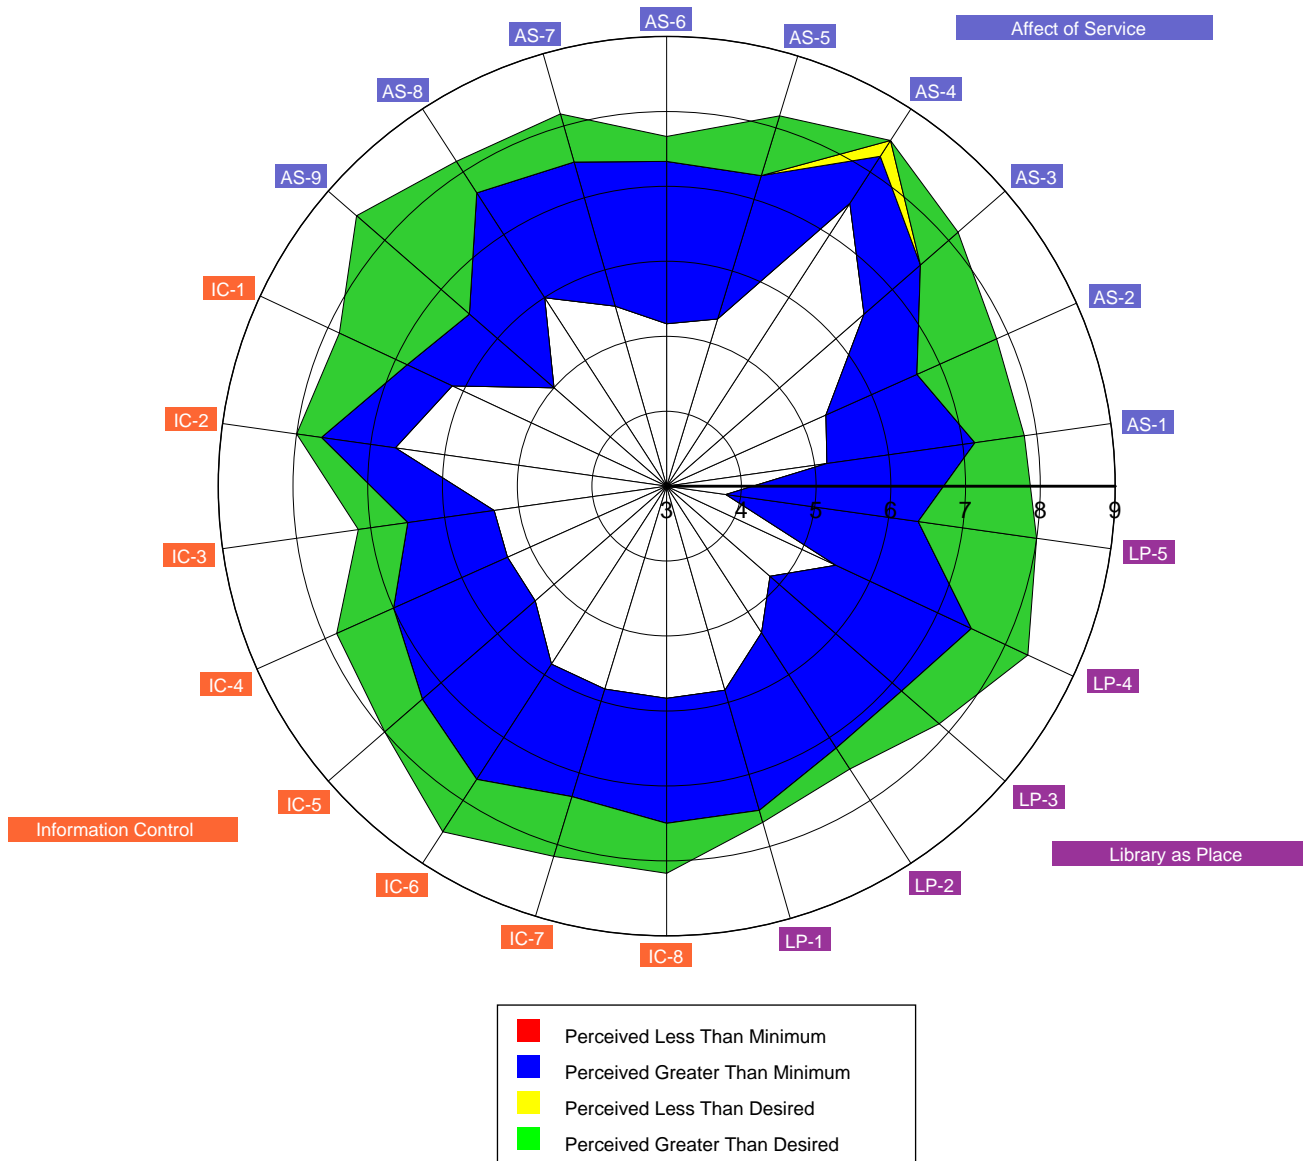 AS-6
AS-7
AS-5
Affect of Service
AS-8
AS-4
AS-9
AS-3
IC-1
AS-2
IC-2
AS-1
3 4 5 6 7 8 9
IC-3
LP-5
IC-4
LP-4
IC-5
LP-3
Information Control
Library as Place
IC-6
LP-2
IC-7
LP-1
IC-8
Perceived Less Than Minimum
Perceived Greater Than Minimum
Perceived Less Than Desired
Perceived Greater Than Desired